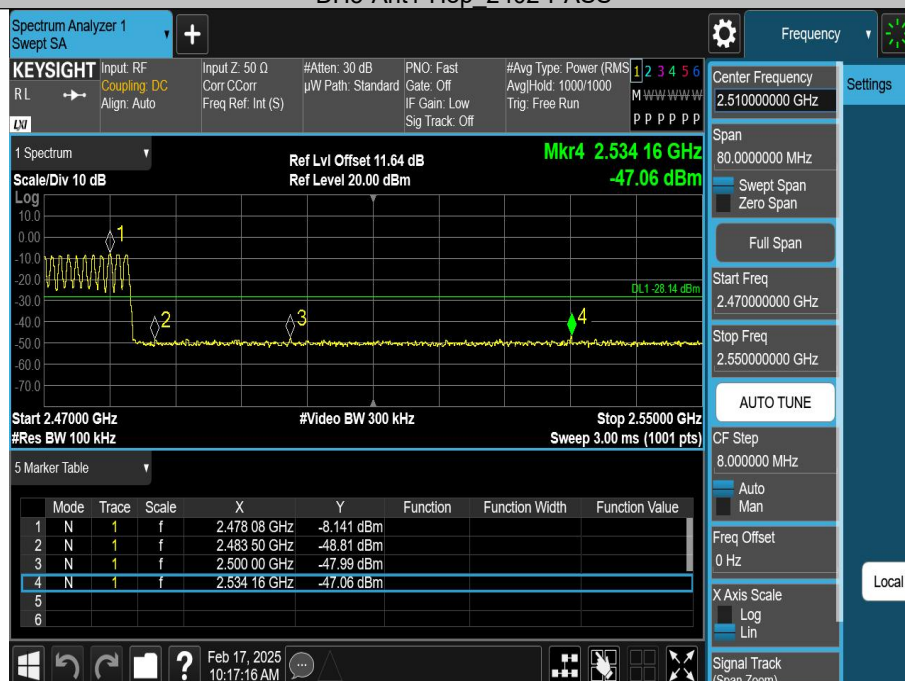 Spectrum Analyzer 1
Swept SA
+
Frequency
KEYSIGHT
RL
LXI
Input: RF
Coupling: DC
Align: Auto
Input Z: 50 Ω
Corr CCorr
Freq Ref: Int (S)
#Atten: 30 dB
µW Path: Standard
PNO: Fast
Gate: Off
IF Gain: Low
Sig Track: Off
#Avg Type: Power (RMS
Avg|Hold: 1000/1000
Trig: Free Run
1 2 3 4 5 6
M W W W W W
P P P P P P
1 Spectrum
Scale/Div 10 dB
Ref Lvl Offset 11.64 dB
Ref Level 20.00 dBm
Mkr4 2.534 16 GHz
-47.06 dBm
Log
10.0
0.00
-10.0
-20.0
-30.0
-40.0
-50.0
-60.0
-70.0
1
2
3
4
DL1 -28.14 dBm
Start 2.47000 GHz
#Res BW 100 kHz
#Video BW 300 kHz
Stop 2.55000 GHz
Sweep 3.00 ms (1001 pts)
5 Marker Table
Mode Trace Scale X Y Function Function Width Function Value
1 N 1 f 2.478 08 GHz -8.141 dBm
2 N 1 f 2.483 50 GHz -48.81 dBm
3 N 1 f 2.500 00 GHz -47.99 dBm
4 N 1 f 2.534 16 GHz -47.06 dBm
5
6
Feb 17, 2025
10:17:16 AM
?
Center Frequency
2.510000000 GHz
Settings
Span
80.0000000 MHz
Swept Span
Zero Span
Full Span
Start Freq
2.470000000 GHz
Stop Freq
2.550000000 GHz
AUTO TUNE
CF Step
8.000000 MHz
Auto
Man
Freq Offset
0 Hz
Local
X Axis Scale
Log
Lin
Signal Track
(Span Zoom)